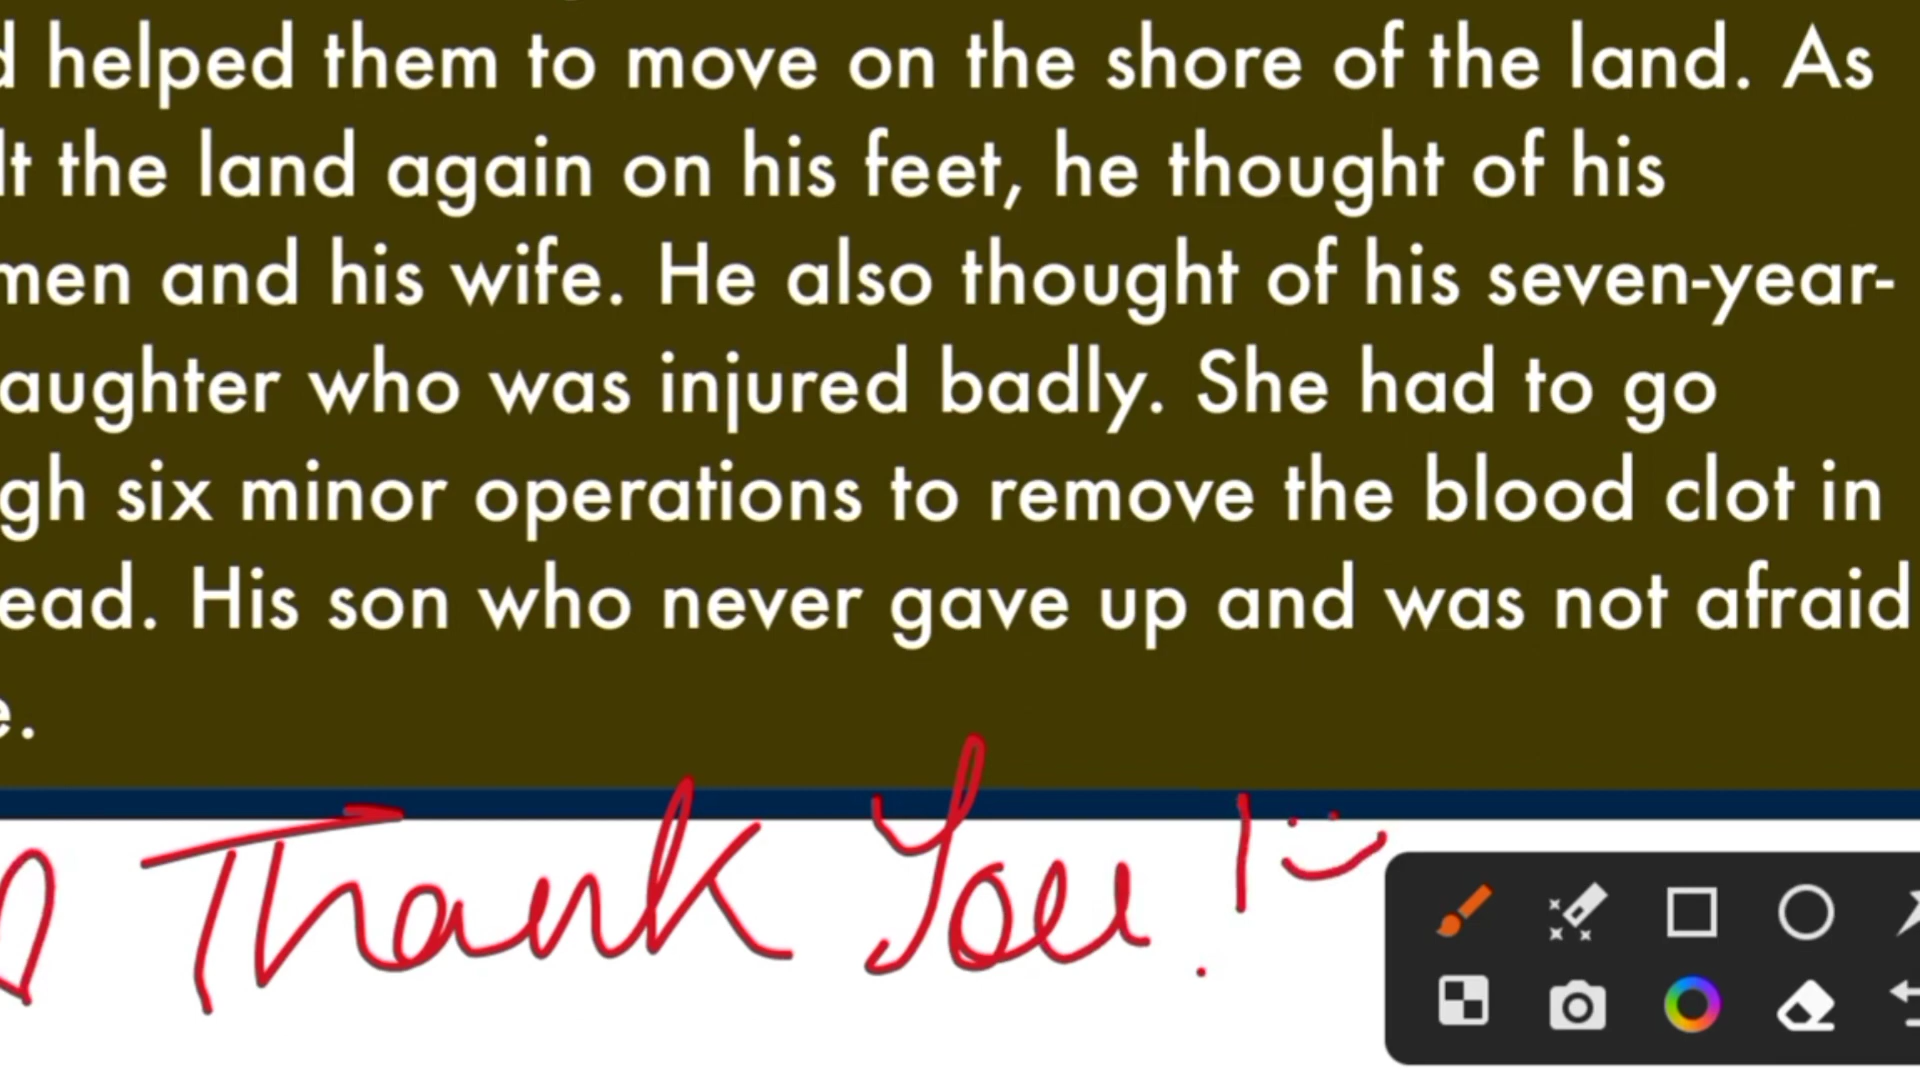 helped them to move on the shore of the land. As
the land again on his feet, he thought of his
and his wife. He also thought of his seven-year-
who was injured badly. She had to go
six minor operations to remove the blood clot in
His son who never gave up and was not afraid
Thank You !